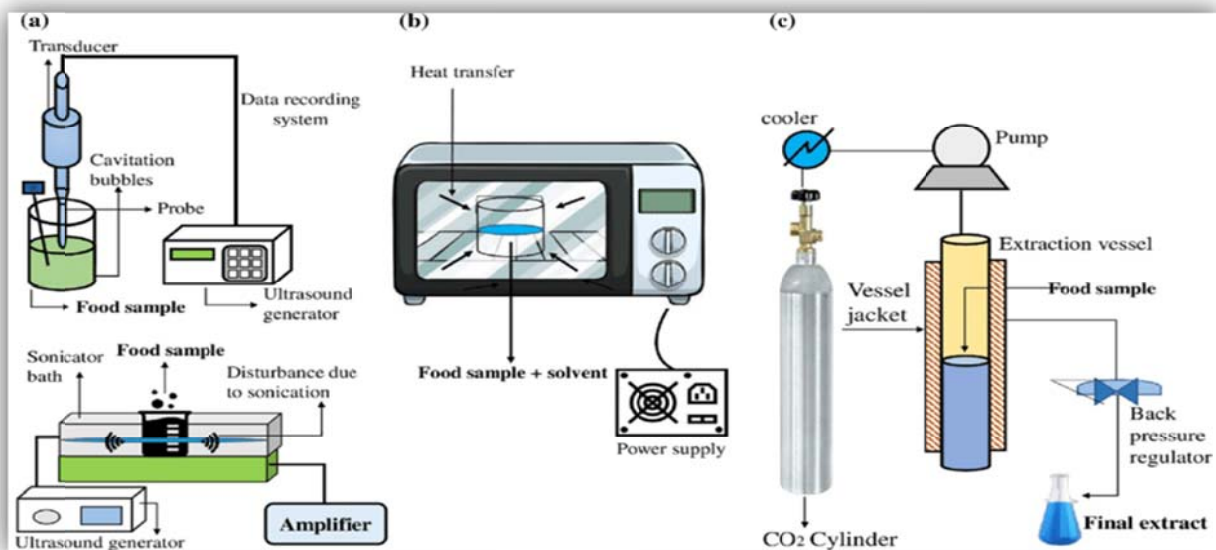 (a)
Transducer
Data recording
system
Cavitation
bubbles
Probe
Food sample
Ultrasound
generator
Sonicator
bath
Food sample
Disturbance due
to sonication
Ultrasound generator
Amplifier
(b)
Heat transfer
Food sample + solvent
Power supply
(c)
cooler
Pump
Extraction vessel
Food sample
Vessel
jacket
Back
pressure
regulator
Final extract
CO2 Cylinder